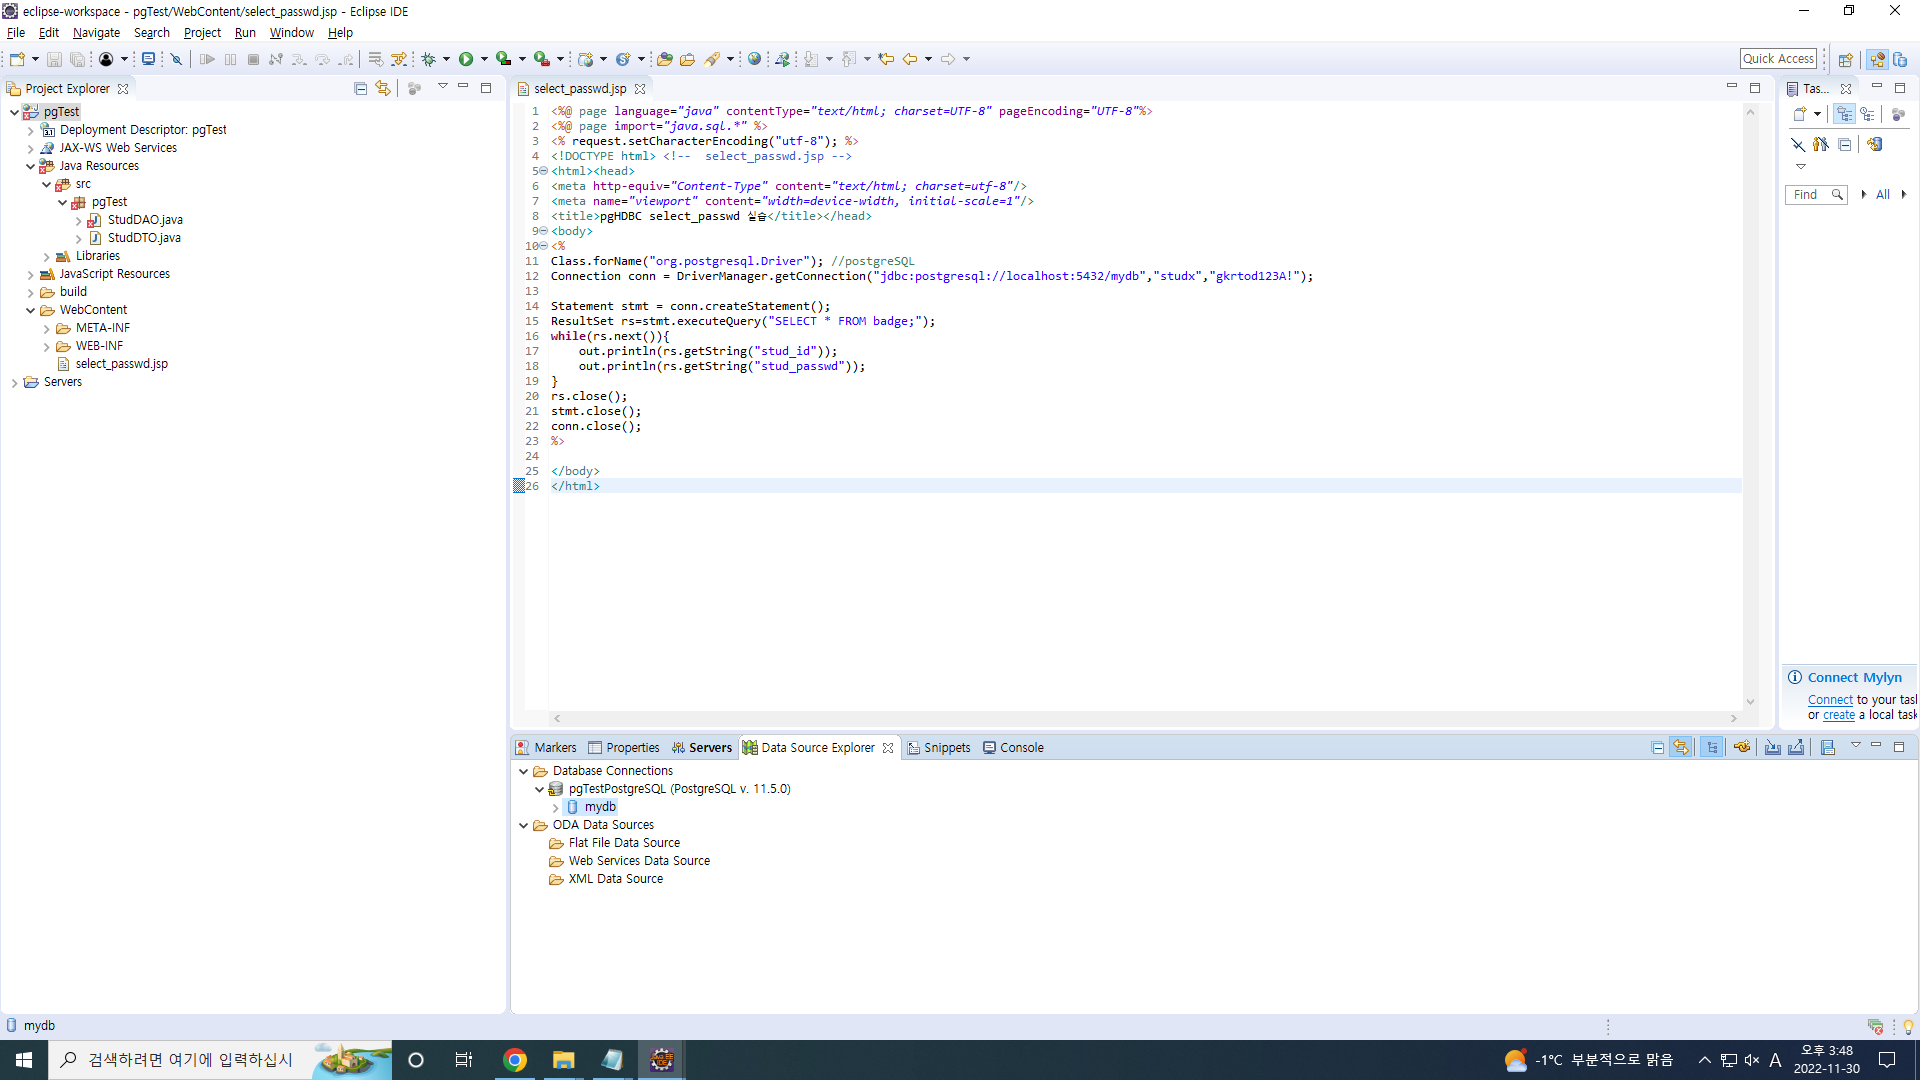 eclipse-workspace - pgTest/WebContent/select_passwd.jsp - Eclipse IDE
File Edit Navigate Search Project Run Window Help
Quick Access
Project Explorer
pgTest
Deployment Descriptor: pgTest
JAX-WS Web Services
Java Resources
src
pgTest
StudDAO.java
StudDTO.java
Libraries
JavaScript Resources
build
WebContent
META-INF
WEB-INF
select_passwd.jsp
Servers
select_passwd.jsp
1 <%@ page language="java" contentType="text/html; charset=UTF-8" pageEncoding="UTF-8"%>
2 <%@ page import="java.sql.*" %>
3 <% request.setCharacterEncoding("utf-8"); %>
4 <!DOCTYPE html> <!--  select_passwd.jsp -->
5 <html><head>
6 <meta http-equiv="Content-Type" content="text/html; charset=utf-8"/>
7 <meta name="viewport" content="width=device-width, initial-scale=1"/>
8 <title>pgHDBC select_passwd 실습</title></head>
9 <body>
10 <%
11 Class.forName("org.postgresql.Driver"); //postgreSQL
12 Connection conn = DriverManager.getConnection("jdbc:postgresql://localhost:5432/mydb","studx","gkrtod123A!");
13
14 Statement stmt = conn.createStatement();
15 ResultSet rs=stmt.executeQuery("SELECT * FROM badge;");
16 while(rs.next()){
17     out.println(rs.getString("stud_id"));
18     out.println(rs.getString("stud_passwd"));
19 }
20 rs.close();
21 stmt.close();
22 conn.close();
23 %>
24
25 </body>
26 </html>
Tas...
Find All
Connect Mylyn
Connect to your tasl
or create a local task
Markers Properties Servers Data Source Explorer Snippets Console
Database Connections
pgTestPostgreSQL (PostgreSQL v. 11.5.0)
mydb
ODA Data Sources
Flat File Data Source
Web Services Data Source
XML Data Source
mydb
검색하려면 여기에 입력하십시
-1°C 부분적으로 맑음
A
오후 3:48
2022-11-30